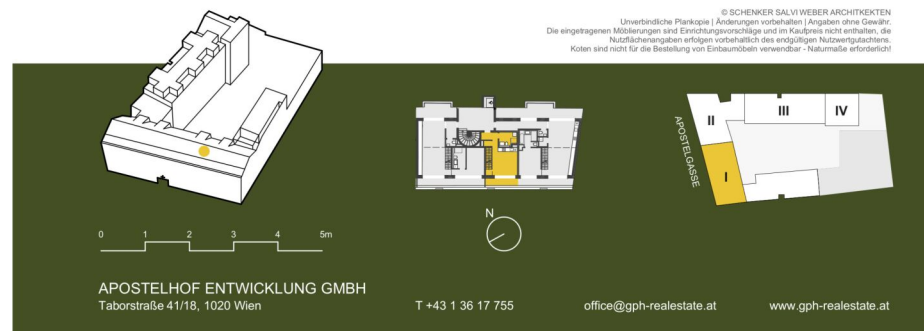 © SCHENKER SALVI WEBER ARCHITKEKTEN
Unverbindliche Plankopie | Änderungen vorbehalten | Angaben ohne Gewähr.
Die eingetragenen Möblierungen sind Einrichtungsvorschläge und im Kaufpreis nicht enthalten, die
Nutzflächenangaben erfolgen vorbehaltlich des endgültigen Nutzwertgutachtens.
Koten sind nicht für die Bestellung von Einbaumöbeln verwendbar - Naturmaße erforderlich!
II
III
IV
APOSTELGASSE
I
N
0 1 2 3 4 5m
APOSTELHOF ENTWICKLUNG GMBH
Taborstraße 41/18, 1020 Wien
T +43 1 36 17 755
office@gph-realestate.at
www.gph-realestate.at